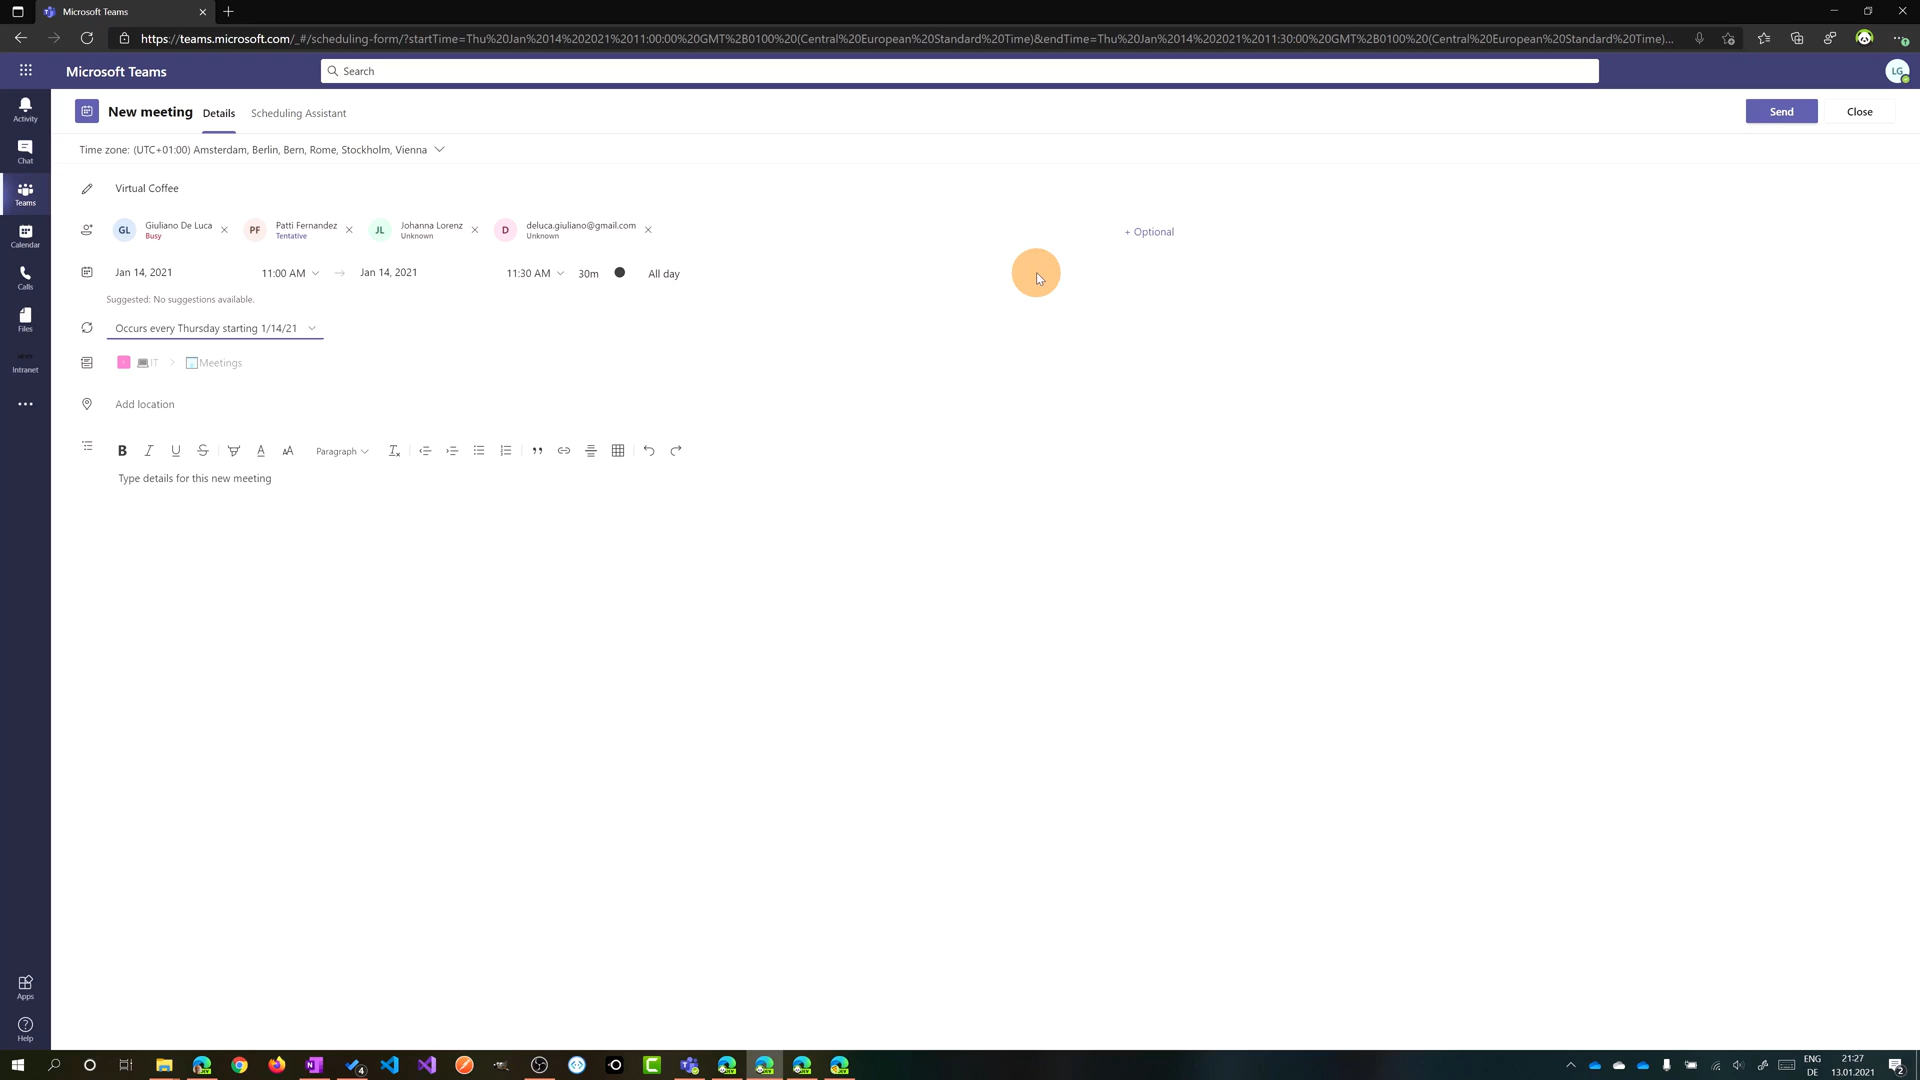 Microsoft Teams
https://teams.microsoft.com/_#/scheduling-form/?startTime=Thu%20Jan%2014%202021%2011:00:00%20GMT%2B0100%20(Central%20European%20Standard%20Time)&endTime=Thu%20Jan%2014%202021%2011:30:00%20GMT%2B0100%20(Central%20European%20Standard%20Time)...
Microsoft Teams
Search
LG
Activity
Chat
Teams
Calendar
Calls
Files
Intranet
Apps
Help
New meeting Details Scheduling Assistant
Send Close
Time zone: (UTC+01:00) Amsterdam, Berlin, Bern, Rome, Stockholm, Vienna
Virtual Coffee
GL Giuliano De Luca Busy
PF Patti Fernandez Tentative
JL Johanna Lorenz Unknown
D deluca.giuliano@gmail.com Unknown
+ Optional
Jan 14, 2021 11:00 AM → Jan 14, 2021 11:30 AM 30m All day
Suggested: No suggestions available.
Occurs every Thursday starting 1/14/21
IT > Meetings
Add location
B I U S A AA Paragraph
Type details for this new meeting
4
ENG
DE
21:27
13.01.2021
2